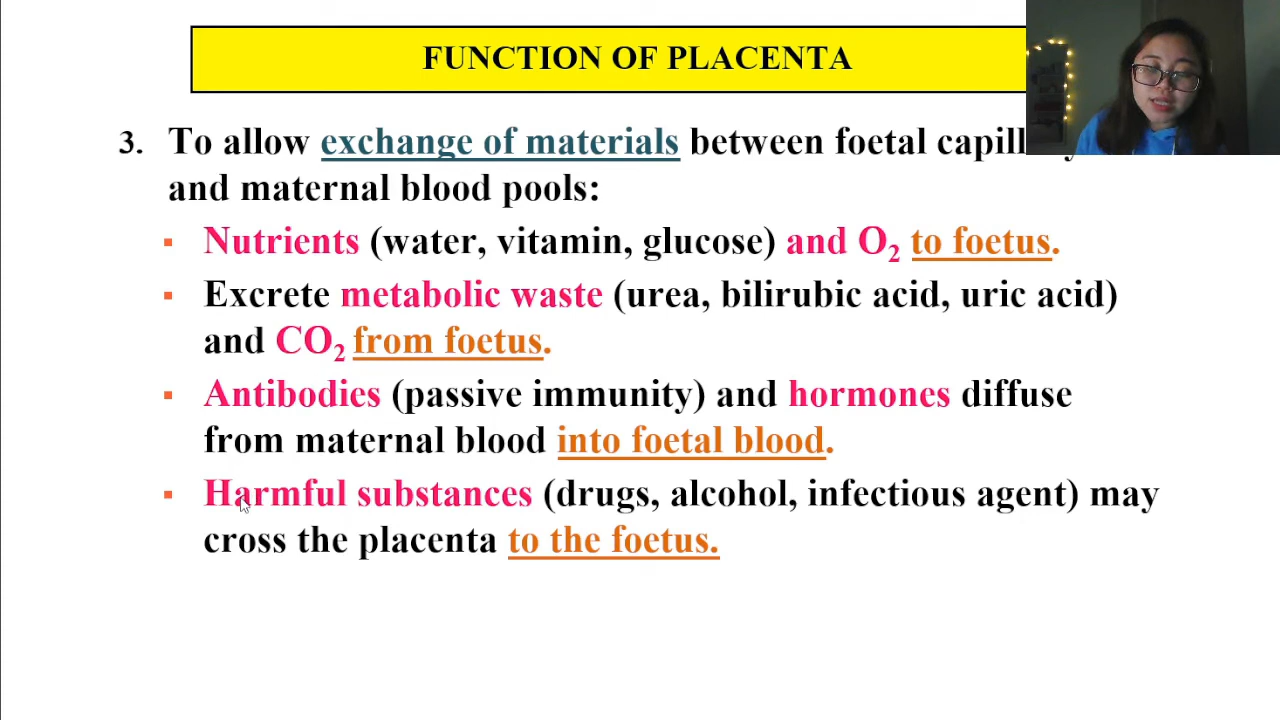 FUNCTION OF PLACENTA
3. To allow exchange of materials between foetal
and maternal blood pools:
▪ Nutrients (water, vitamin, glucose) and O₂ to foetus.
▪ Excrete metabolic waste (urea, bilirubic acid, uric acid)
and CO₂ from foetus.
▪ Antibodies (passive immunity) and hormones diffuse
from maternal blood into foetal blood.
▪ Harmful substances (drugs, alcohol, infectious agent) may
cross the placenta to the foetus.